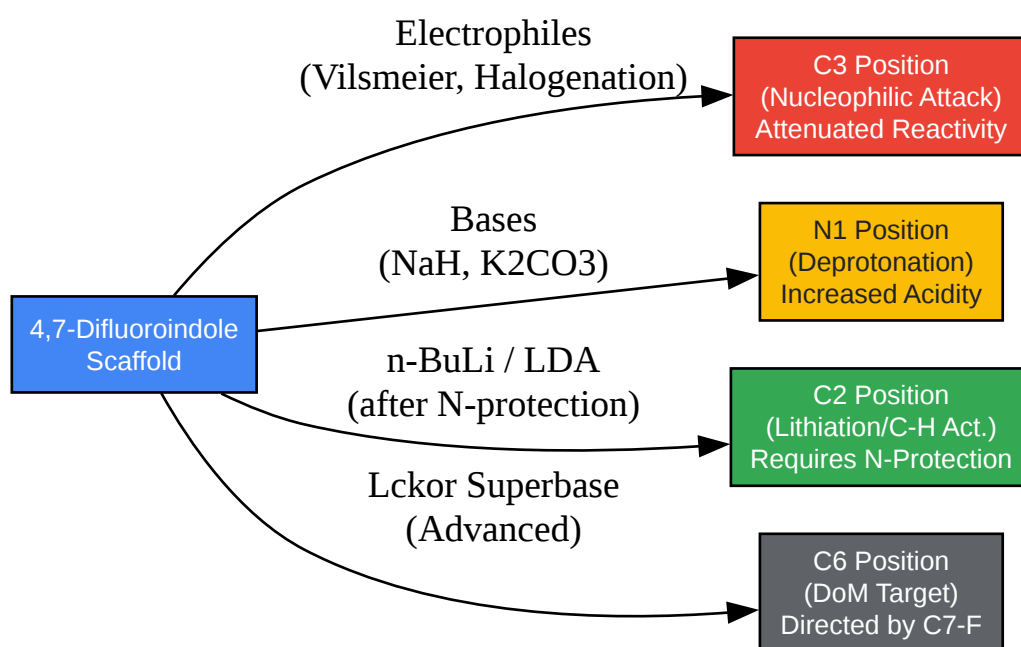 Electrophiles
(Vilsmeier, Halogenation)
C3 Position
(Nucleophilic Attack)
Attenuated Reactivity
Bases
(NaH, K2CO3)
N1 Position
(Deprotonation)
Increased Acidity
4,7-Difluoroindole
Scaffold
n-BuLi / LDA
(after N-protection)
C2 Position
(Lithiation/C-H Act.)
Requires N-Protection
Lckor Superbase
(Advanced)
C6 Position
(DoM Target)
Directed by C7-F